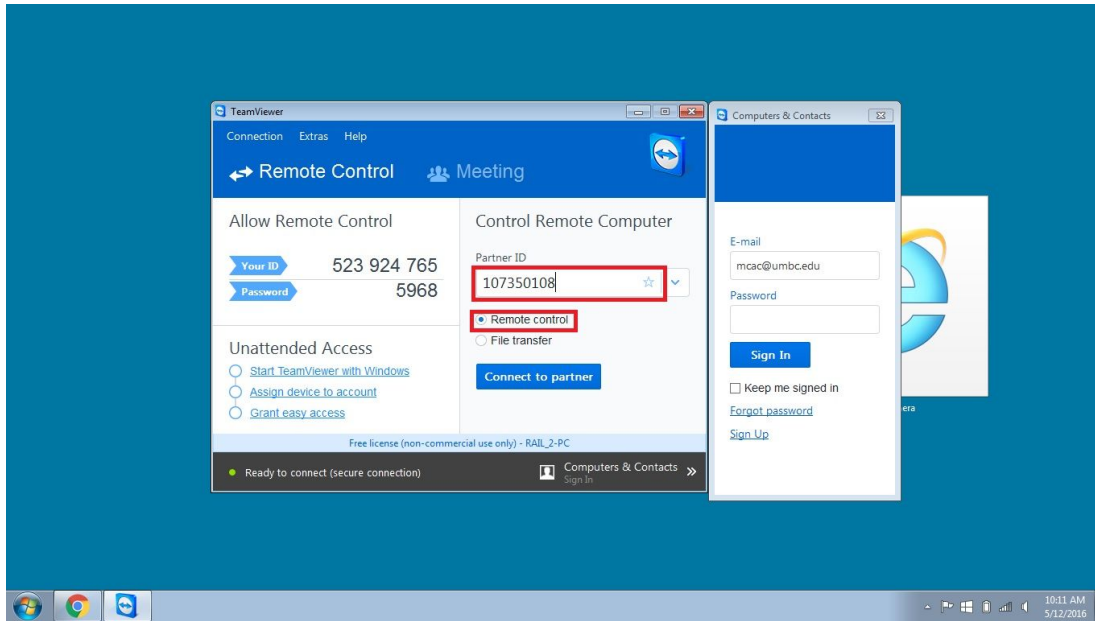 TeamViewer
Connection Extras Help
Remote Control Meeting
Allow Remote Control
Your ID 523 924 765
Password 5968
Unattended Access
Start TeamViewer with Windows
Assign device to account
Grant easy access
Control Remote Computer
Partner ID
107350108
Remote control
File transfer
Connect to partner
Free license (non-commercial use only) - RAIL_2-PC
Ready to connect (secure connection)
Computers & Contacts
Sign In
Computers & Contacts
E-mail
mcac@umbc.edu
Password
Sign In
Keep me signed in
Forgot password
Sign Up
era
10:11 AM
5/12/2016